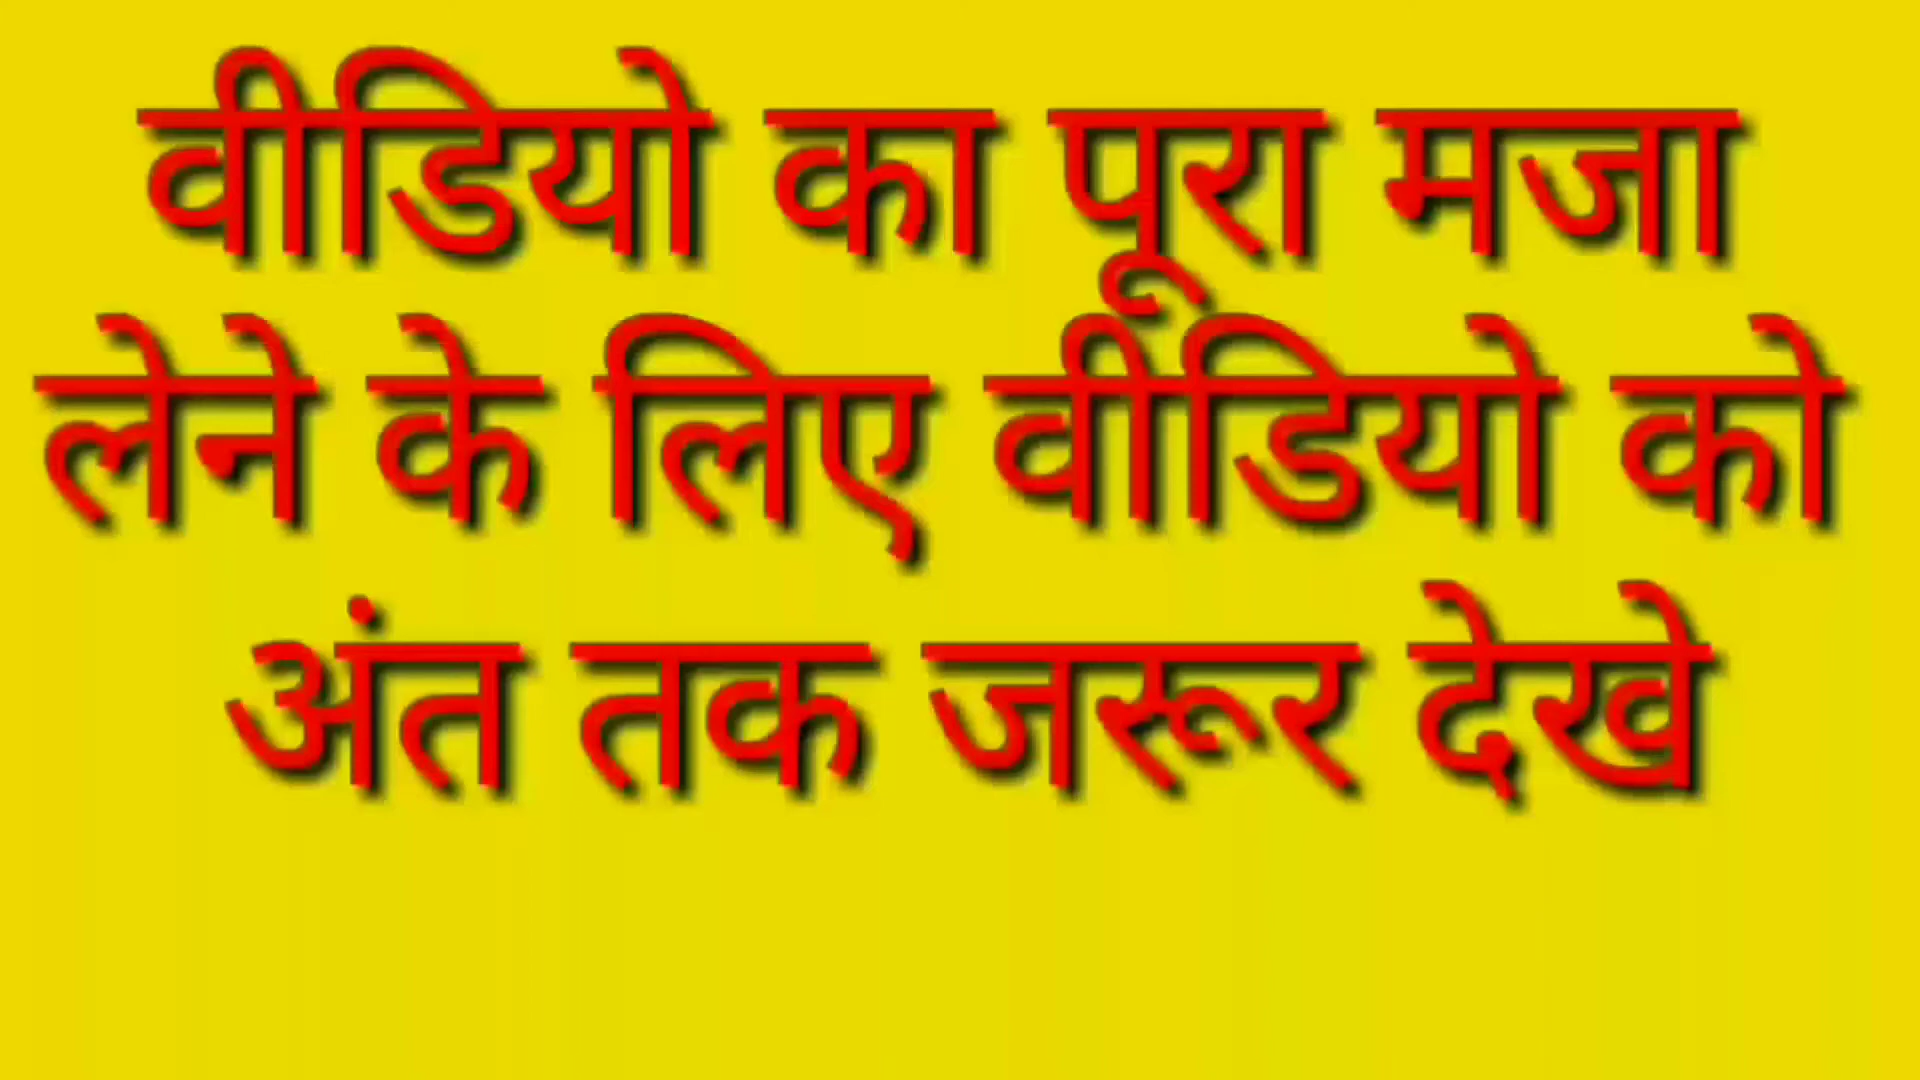 वीडियो का पूरा मजा
लेने के लिए वीडियो को
अंत तक जरूर देखे